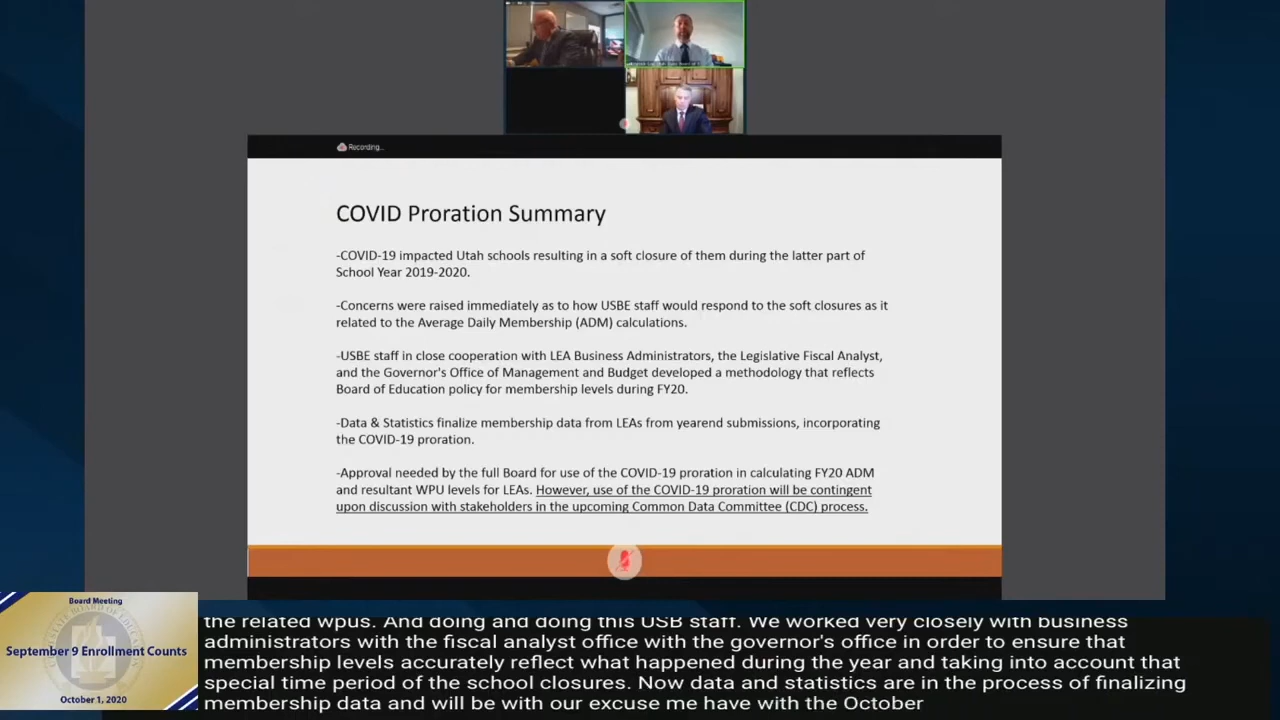 Recording...
COVID Proration Summary
-COVID-19 impacted Utah schools resulting in a soft closure of them during the latter part of
School Year 2019-2020.
-Concerns were raised immediately as to how USBE staff would respond to the soft closures as it
related to the Average Daily Membership (ADM) calculations.
-USBE staff in close cooperation with LEA Business Administrators, the Legislative Fiscal Analyst,
and the Governor's Office of Management and Budget developed a methodology that reflects
Board of Education policy for membership levels during FY20.
-Data & Statistics finalize membership data from LEAs from yearend submissions, incorporating
the COVID-19 proration.
-Approval needed by the full Board for use of the COVID-19 proration in calculating FY20 ADM
and resultant WPU levels for LEAs. However, use of the COVID-19 proration will be contingent
upon discussion with stakeholders in the upcoming Common Data Committee (CDC) process.
Board Meeting
September 9 Enrollment Counts
October 1, 2020
the related wpus. And doing and doing this USB staff. We worked very closely with business
administrators with the fiscal analyst office with the governor's office in order to ensure that
membership levels accurately reflect what happened during the year and taking into account that
special time period of the school closures. Now data and statistics are in the process of finalizing
membership data and will be with our excuse me have with the October